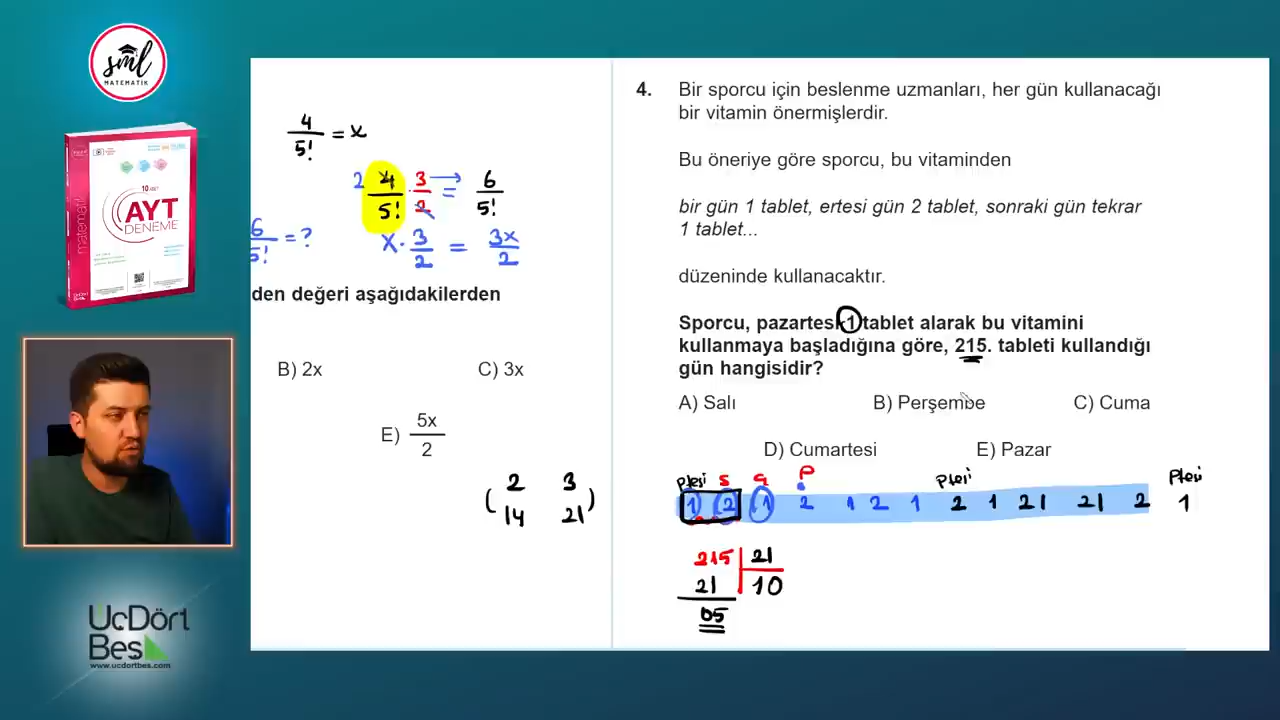 sml
MATEMATİK
10 ADET
AYT
DENEME
matematik
ÜcDört
Bes
www.ucdortbes.com
4/5! = x
2 4/5! · 3/2 = 6/5!
6/5! = ?
x · 3/2 = 3x/2
den değeri aşağıdakilerden
B) 2x
C) 3x
E) 5x/2
2 3
14 21
4. Bir sporcu için beslenme uzmanları, her gün kullanacağı
bir vitamin önermişlerdir.
Bu öneriye göre sporcu, bu vitaminden
bir gün 1 tablet, ertesi gün 2 tablet, sonraki gün tekrar
1 tablet...
düzeninde kullanacaktır.
Sporcu, pazartesi 1 tablet alarak bu vitamini
kullanmaya başladığına göre, 215. tableti kullandığı
gün hangisidir?
A) Salı
B) Perşembe
C) Cuma
D) Cumartesi
E) Pazar
Ptesi S Ç P Ptesi Ptesi
1 2 1 2 1 2 1 2 1 21 21 2 1
215 21
21 10
05